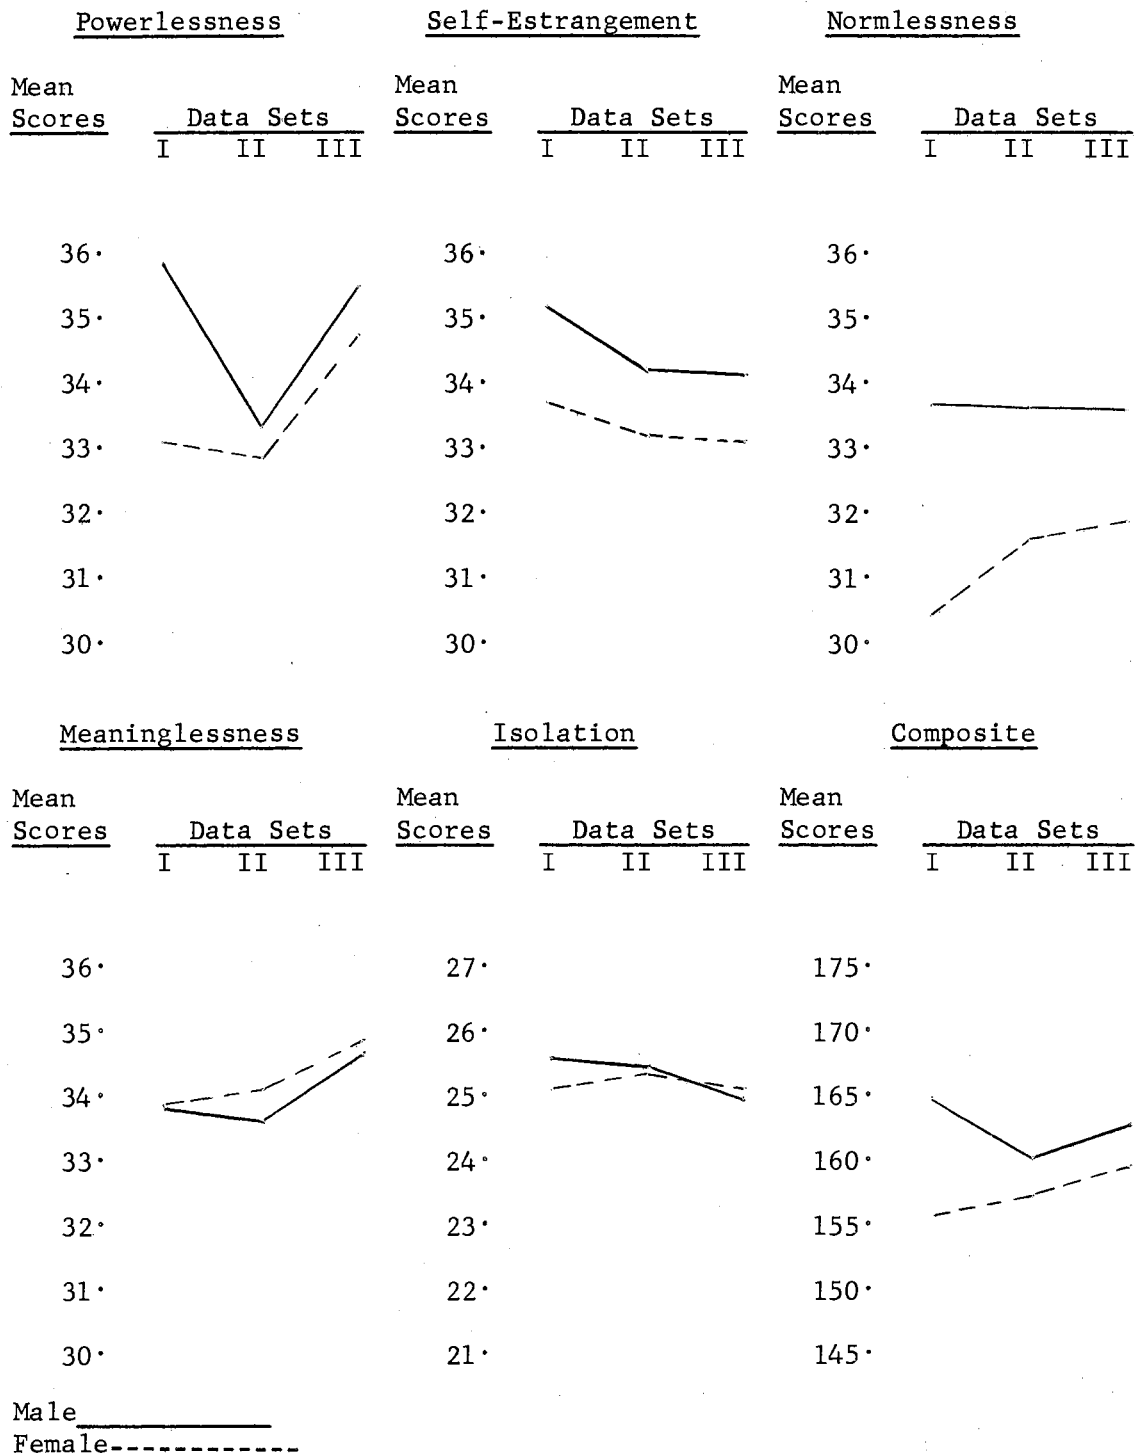 Powerlessness Self-Estrangement Normlessness
Mean Mean Mean
Scores Data Sets Scores Data Sets Scores Data Sets
I II III I II III I II III
36 36 36
35 35 35
34 34 34
33 33 33
32 32 32
31 31 31
30 30 30
Meaninglessness Isolation Composite
Mean Mean Mean
Scores Data Sets Scores Data Sets Scores Data Sets
I II III I II III I II III
36 27 175
35 26 170
34 25 165
33 24 160
32 23 155
31 22 150
30 21 145
Male
Female